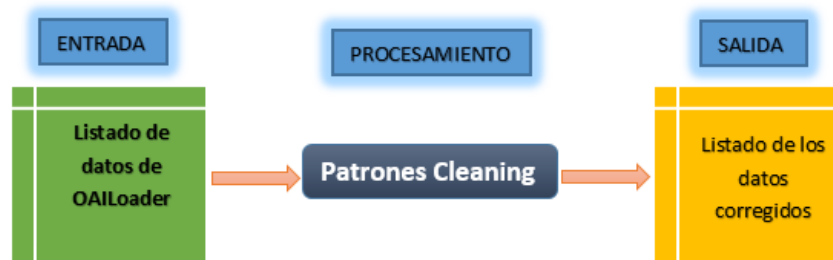 ENTRADA
PROCESAMIENTO
SALIDA
Listado de
datos de
OAILoader
Patrones Cleaning
Listado de los
datos
corregidos